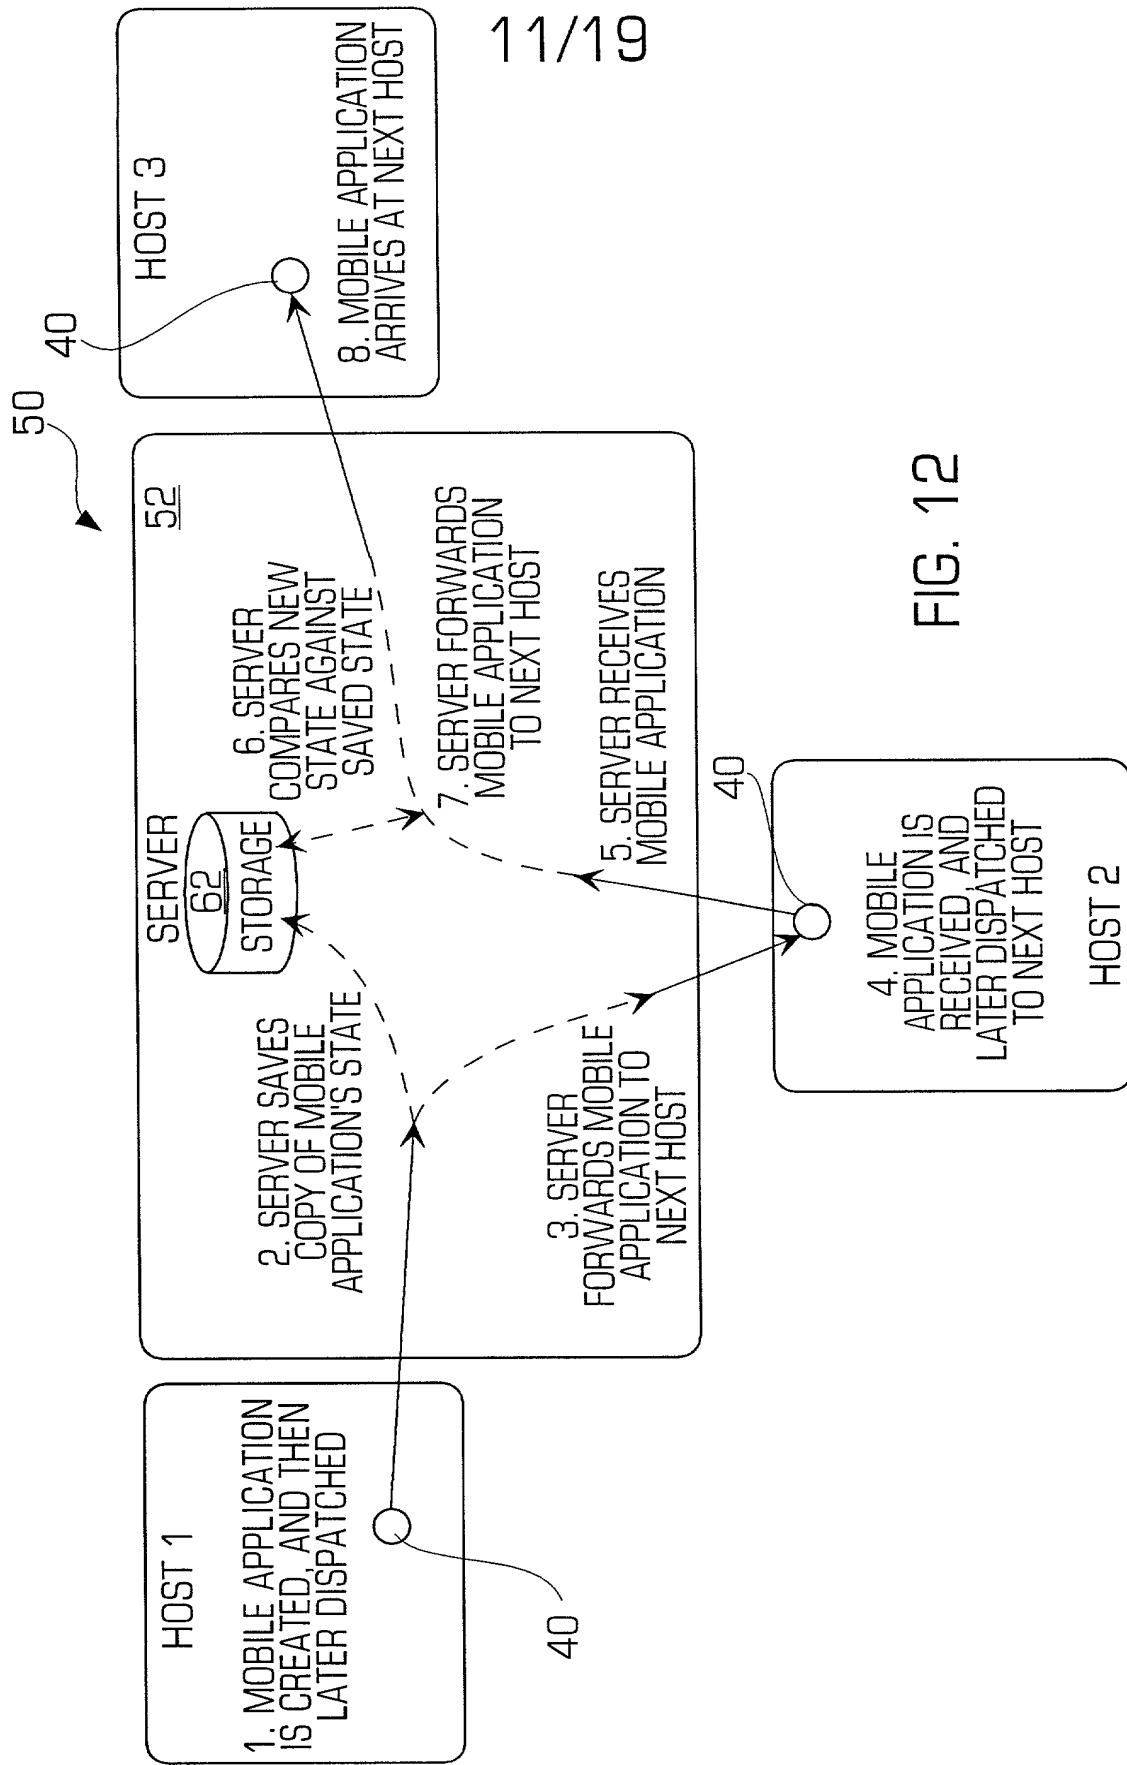 11/19
50
HOST 1
1. MOBILE APPLICATION
IS CREATED, AND THEN
LATER DISPATCHED
40
SERVER
62
STORAGE
52
2. SERVER SAVES
COPY OF MOBILE
APPLICATION'S STATE
3. SERVER
FORWARDS MOBILE
APPLICATION TO
NEXT HOST
40
4. MOBILE
APPLICATION IS
RECEIVED, AND
LATER DISPATCHED
TO NEXT HOST
HOST 2
5. SERVER RECEIVES
MOBILE APPLICATION
6. SERVER
COMPARES NEW
STATE AGAINST
SAVED STATE
7. SERVER FORWARDS
MOBILE APPLICATION
TO NEXT HOST
40
HOST 3
8. MOBILE APPLICATION
ARRIVES AT NEXT HOST
FIG. 12